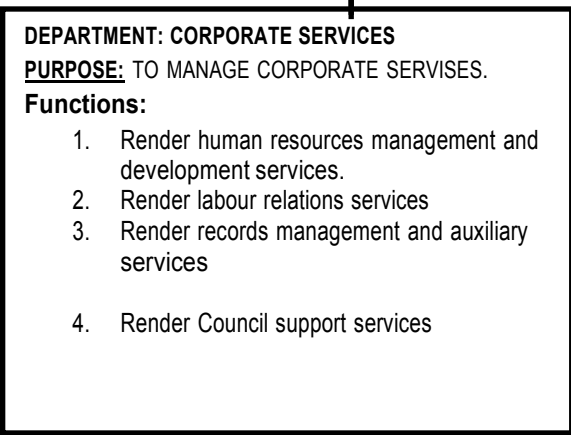 DEPARTMENT: CORPORATE SERVICES
PURPOSE: TO MANAGE CORPORATE SERVISES.
Functions:
1. Render human resources management and
development services.
2. Render labour relations services
3. Render records management and auxiliary
services
4. Render Council support services